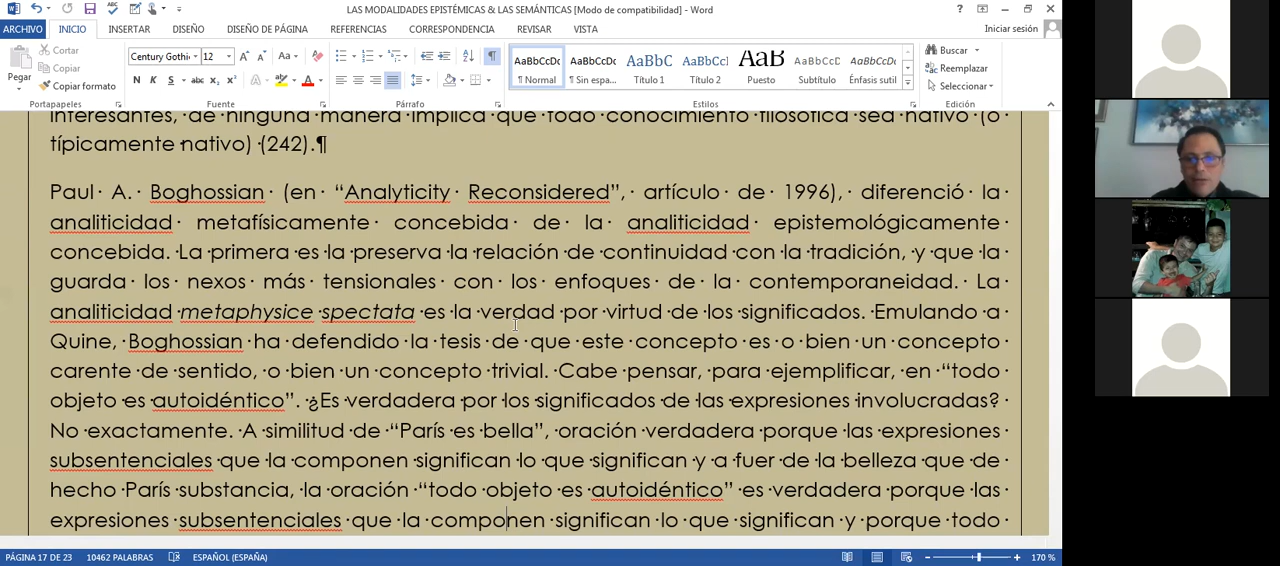 LAS MODALIDADES EPISTÉMICAS & LAS SEMÁNTICAS [Modo de compatibilidad] - Word
ARCHIVO INICIO INSERTAR DISEÑO DISEÑO DE PÁGINA REFERENCIAS CORRESPONDENCIA REVISAR VISTA Iniciar sesión
Pegar
Cortar
Copiar
Copiar formato
Portapapeles
Century Gothi 12
Fuente
Párrafo
AaBbCcDc AaBbCcDc AaBbC AaBbCcl AaB AaBbCcD AaBbCcDc
¶ Normal ¶ Sin espa... Título 1 Título 2 Puesto Subtítulo Énfasis sutil
Estilos
Buscar
Reemplazar
Seleccionar
Edición
interesantes, de ninguna manera implica que todo conocimiento filosófica sea nativo (o
típicamente nativo) (242).¶
Paul A. Boghossian (en “Analyticity Reconsidered”, artículo de 1996), diferenció la
analiticidad metafísicamente concebida de la analiticidad epistemológicamente
concebida. La primera es la preserva la relación de continuidad con la tradición, y que la
guarda los nexos más tensionales con los enfoques de la contemporaneidad. La
analiticidad metaphysice spectata es la verdad por virtud de los significados. Emulando a
Quine, Boghossian ha defendido la tesis de que este concepto es o bien un concepto
carente de sentido, o bien un concepto trivial. Cabe pensar, para ejemplificar, en “todo
objeto es autoidéntico”. ¿Es verdadera por los significados de las expresiones involucradas?
No exactamente. A similitud de “París es bella”, oración verdadera porque las expresiones
subsentenciales que la componen significan lo que significan y a fuer de la belleza que de
hecho París substancia, la oración “todo objeto es autoidéntico” es verdadera porque las
expresiones subsentenciales que la componen significan lo que significan y porque todo
PÁGINA 17 DE 23 10462 PALABRAS ESPAÑOL (ESPAÑA) 170 %